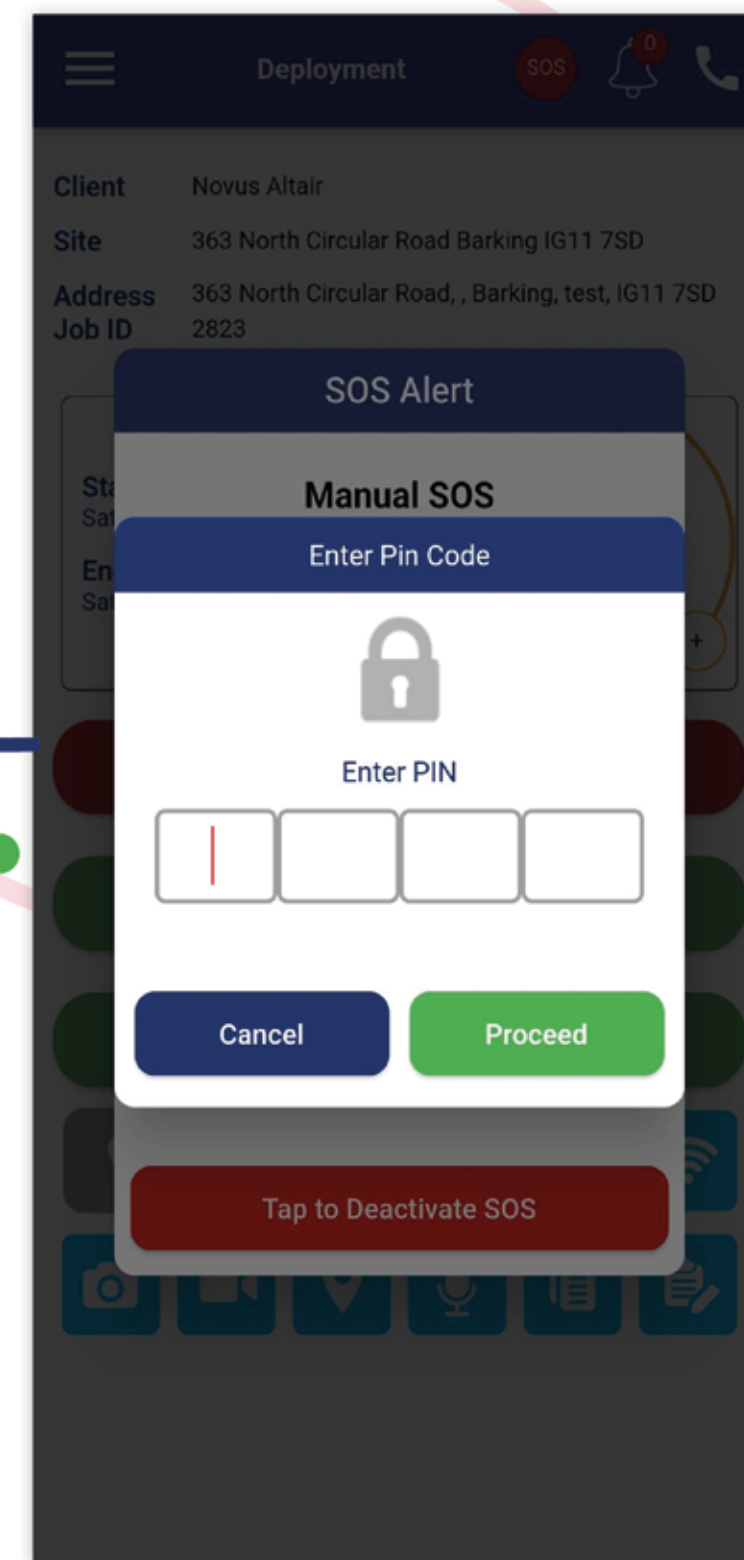 Deployment SOS 0
Client Novus Altair
Site 363 North Circular Road Barking IG11 7SD
Address 363 North Circular Road, , Barking, test, IG11 7SD
Job ID 2823
SOS Alert
Manual SOS
Enter Pin Code
Enter PIN
Cancel Proceed
Tap to Deactivate SOS